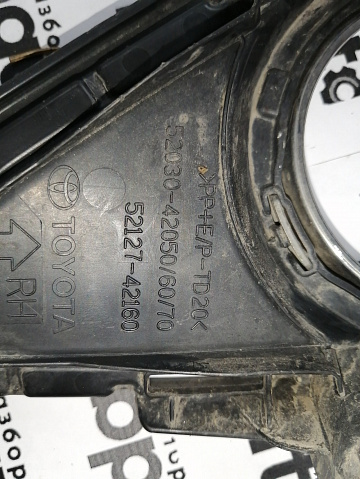 >PP+E/P-TD20<
52030-42050/60/70
52127-42160
TOYOTA
RH